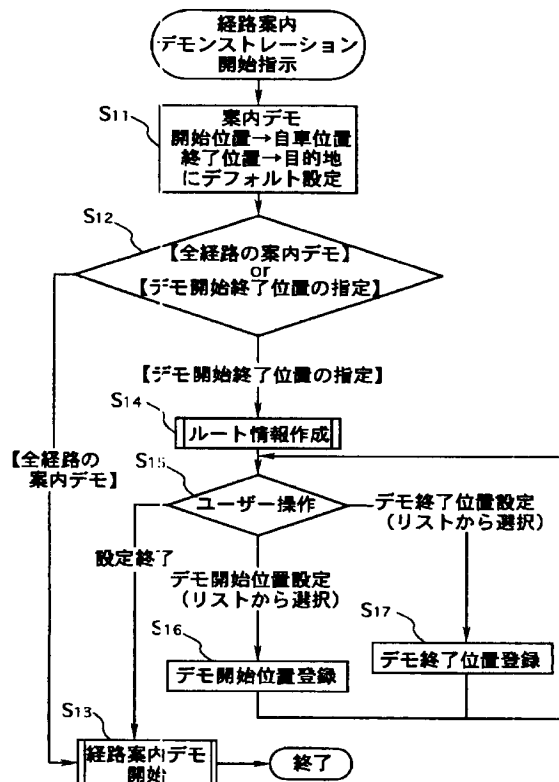 経路案内
デモンストレーション
開始指示
S11
案内デモ
開始位置→自車位置
終了位置→目的地
にデフォルト設定
S12
【全経路の案内デモ】
or
【デモ開始終了位置の指定】
【デモ開始終了位置の指定】
S14
ルート情報作成
【全経路の
案内デモ】
S15
ユーザー操作
デモ終了位置設定
（リストから選択）
設定終了
デモ開始位置設定
（リストから選択）
S16
デモ開始位置登録
S17
デモ終了位置登録
S13
経路案内デモ
開始
終了